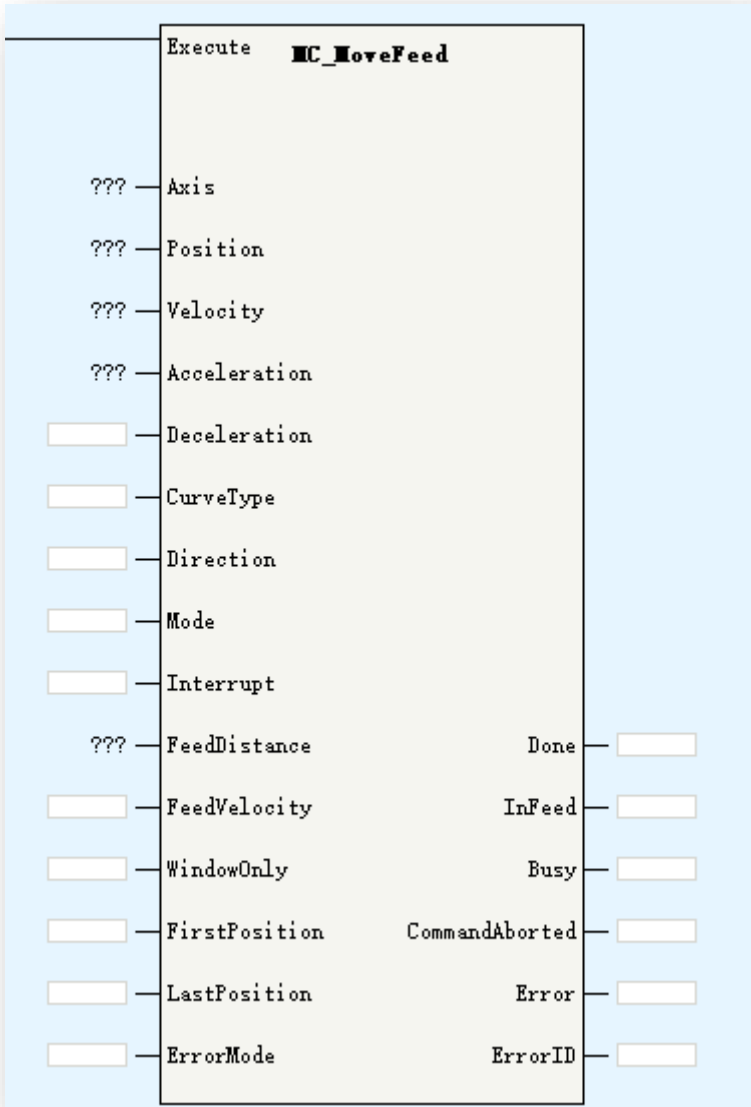 Execute MC_MoveFeed
??? Axis
??? Position
??? Velocity
??? Acceleration
Deceleration
CurveType
Direction
Mode
Interrupt
??? FeedDistance Done
FeedVelocity InFeed
WindowOnly Busy
FirstPosition CommandAborted
LastPosition Error
ErrorMode ErrorID